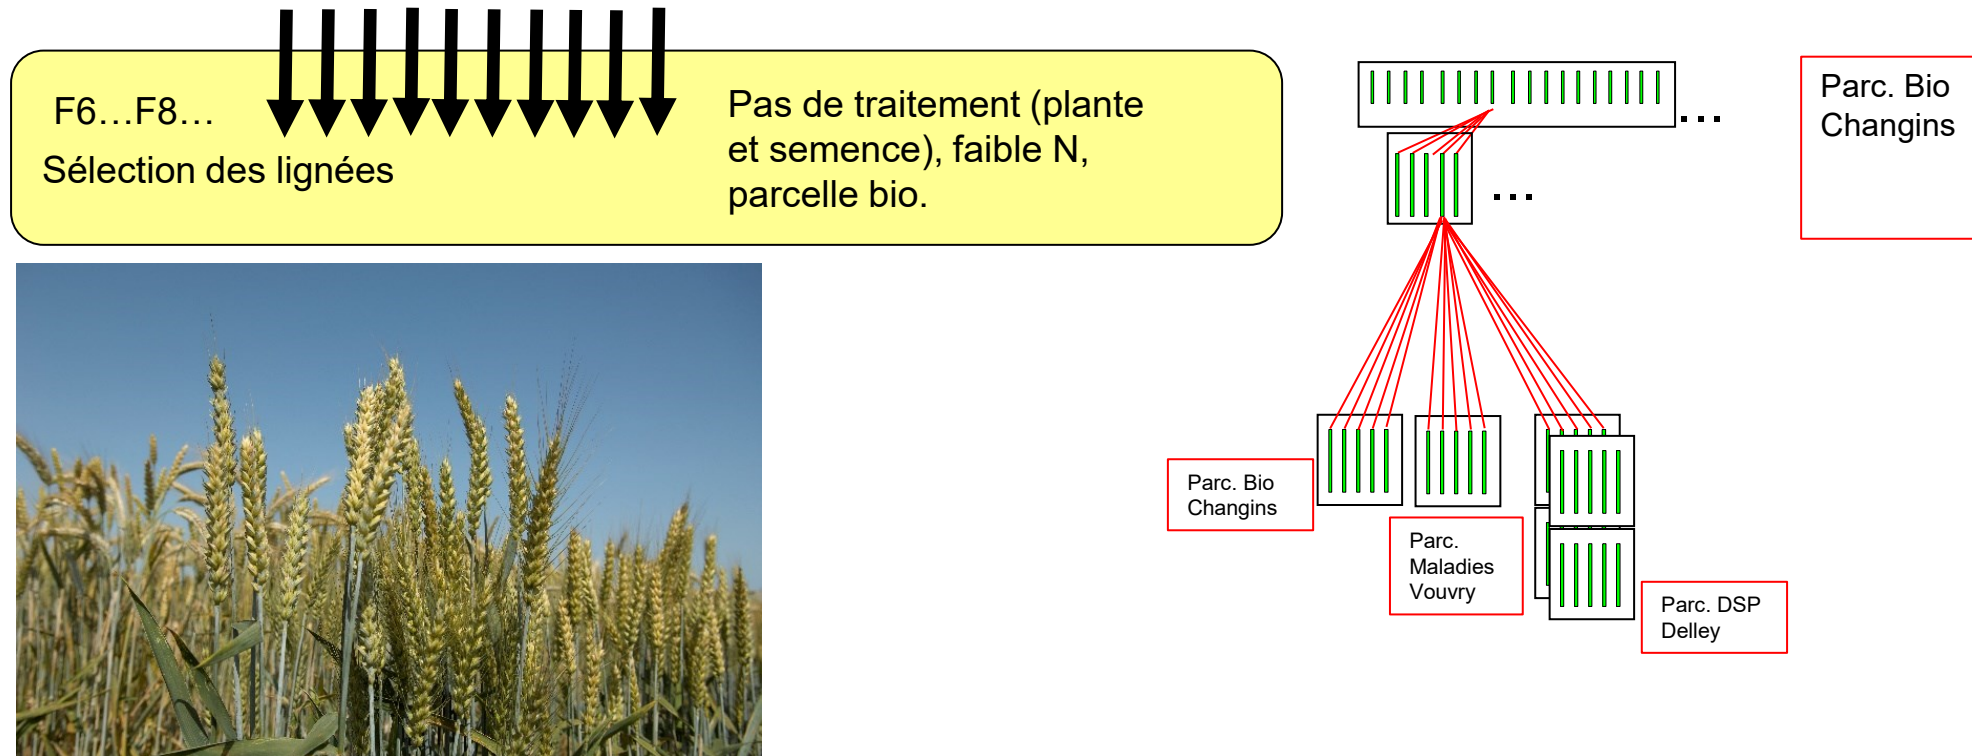 F6…F8…
Sélection des lignées
Pas de traitement (plante
et semence), faible N,
parcelle bio.
...
...
Parc. Bio
Changins
Parc. Bio
Changins
Parc.
Maladies
Vouvry
Parc. DSP
Delley